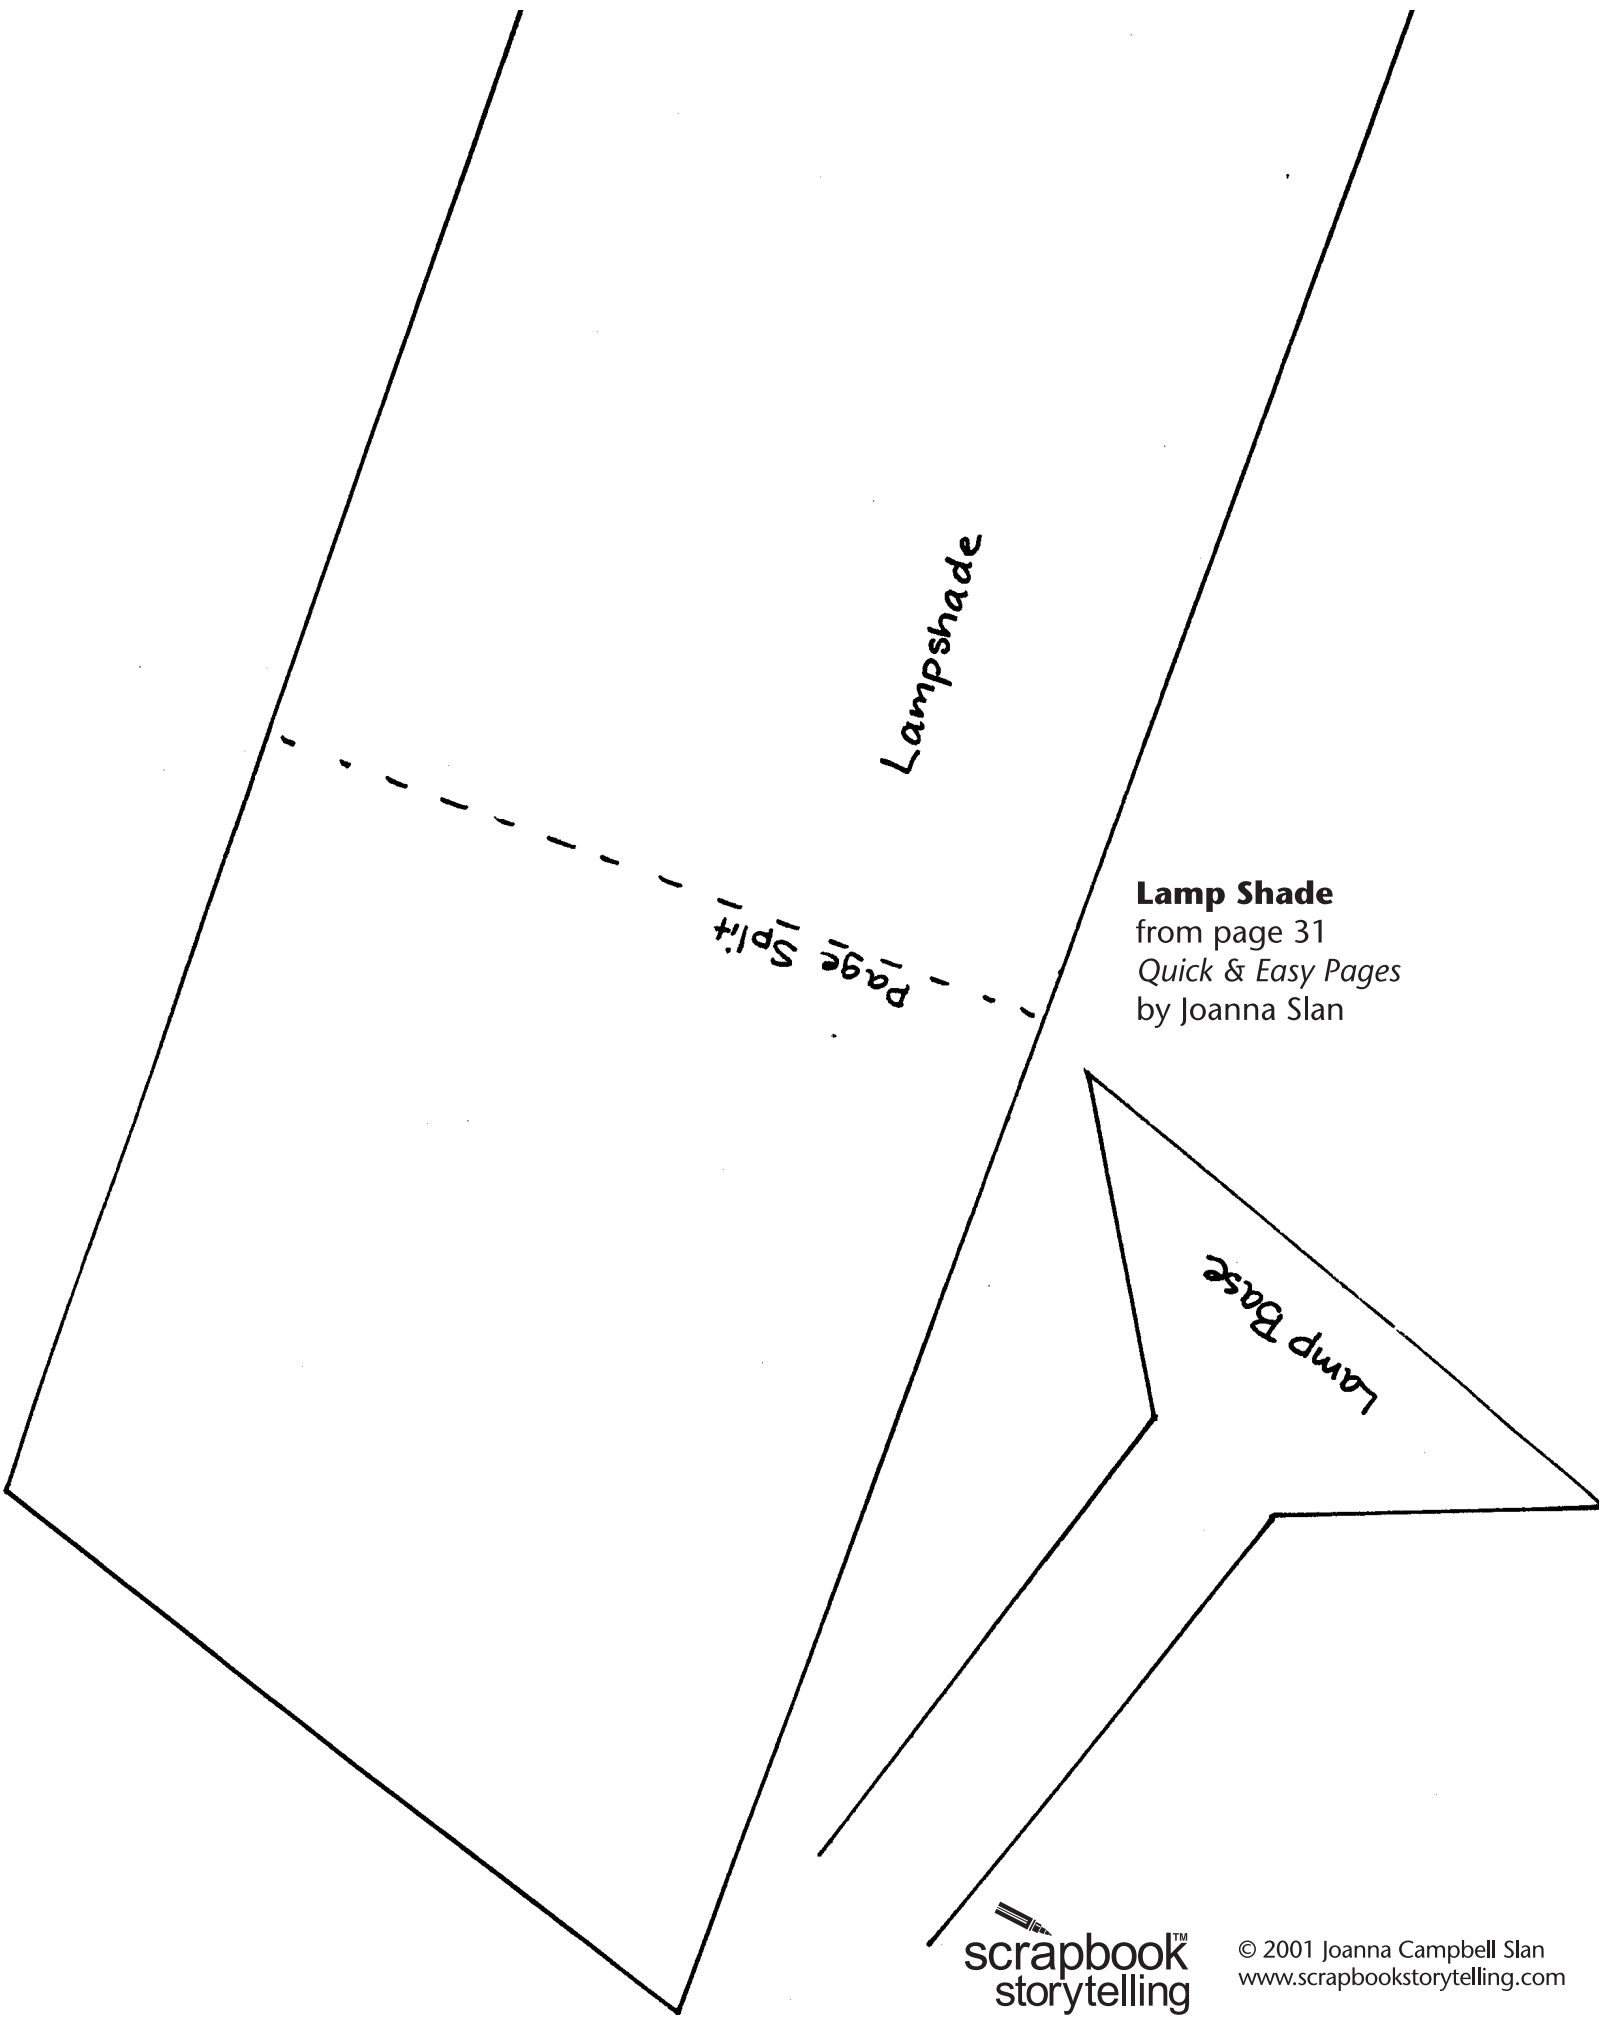 Lampshade
Page Split
Lamp Shade
from page 31
Quick & Easy Pages
by Joanna Slan
Lamp Base
scrapbook™
storytelling
© 2001 Joanna Campbell Slan
www.scrapbookstorytelling.com